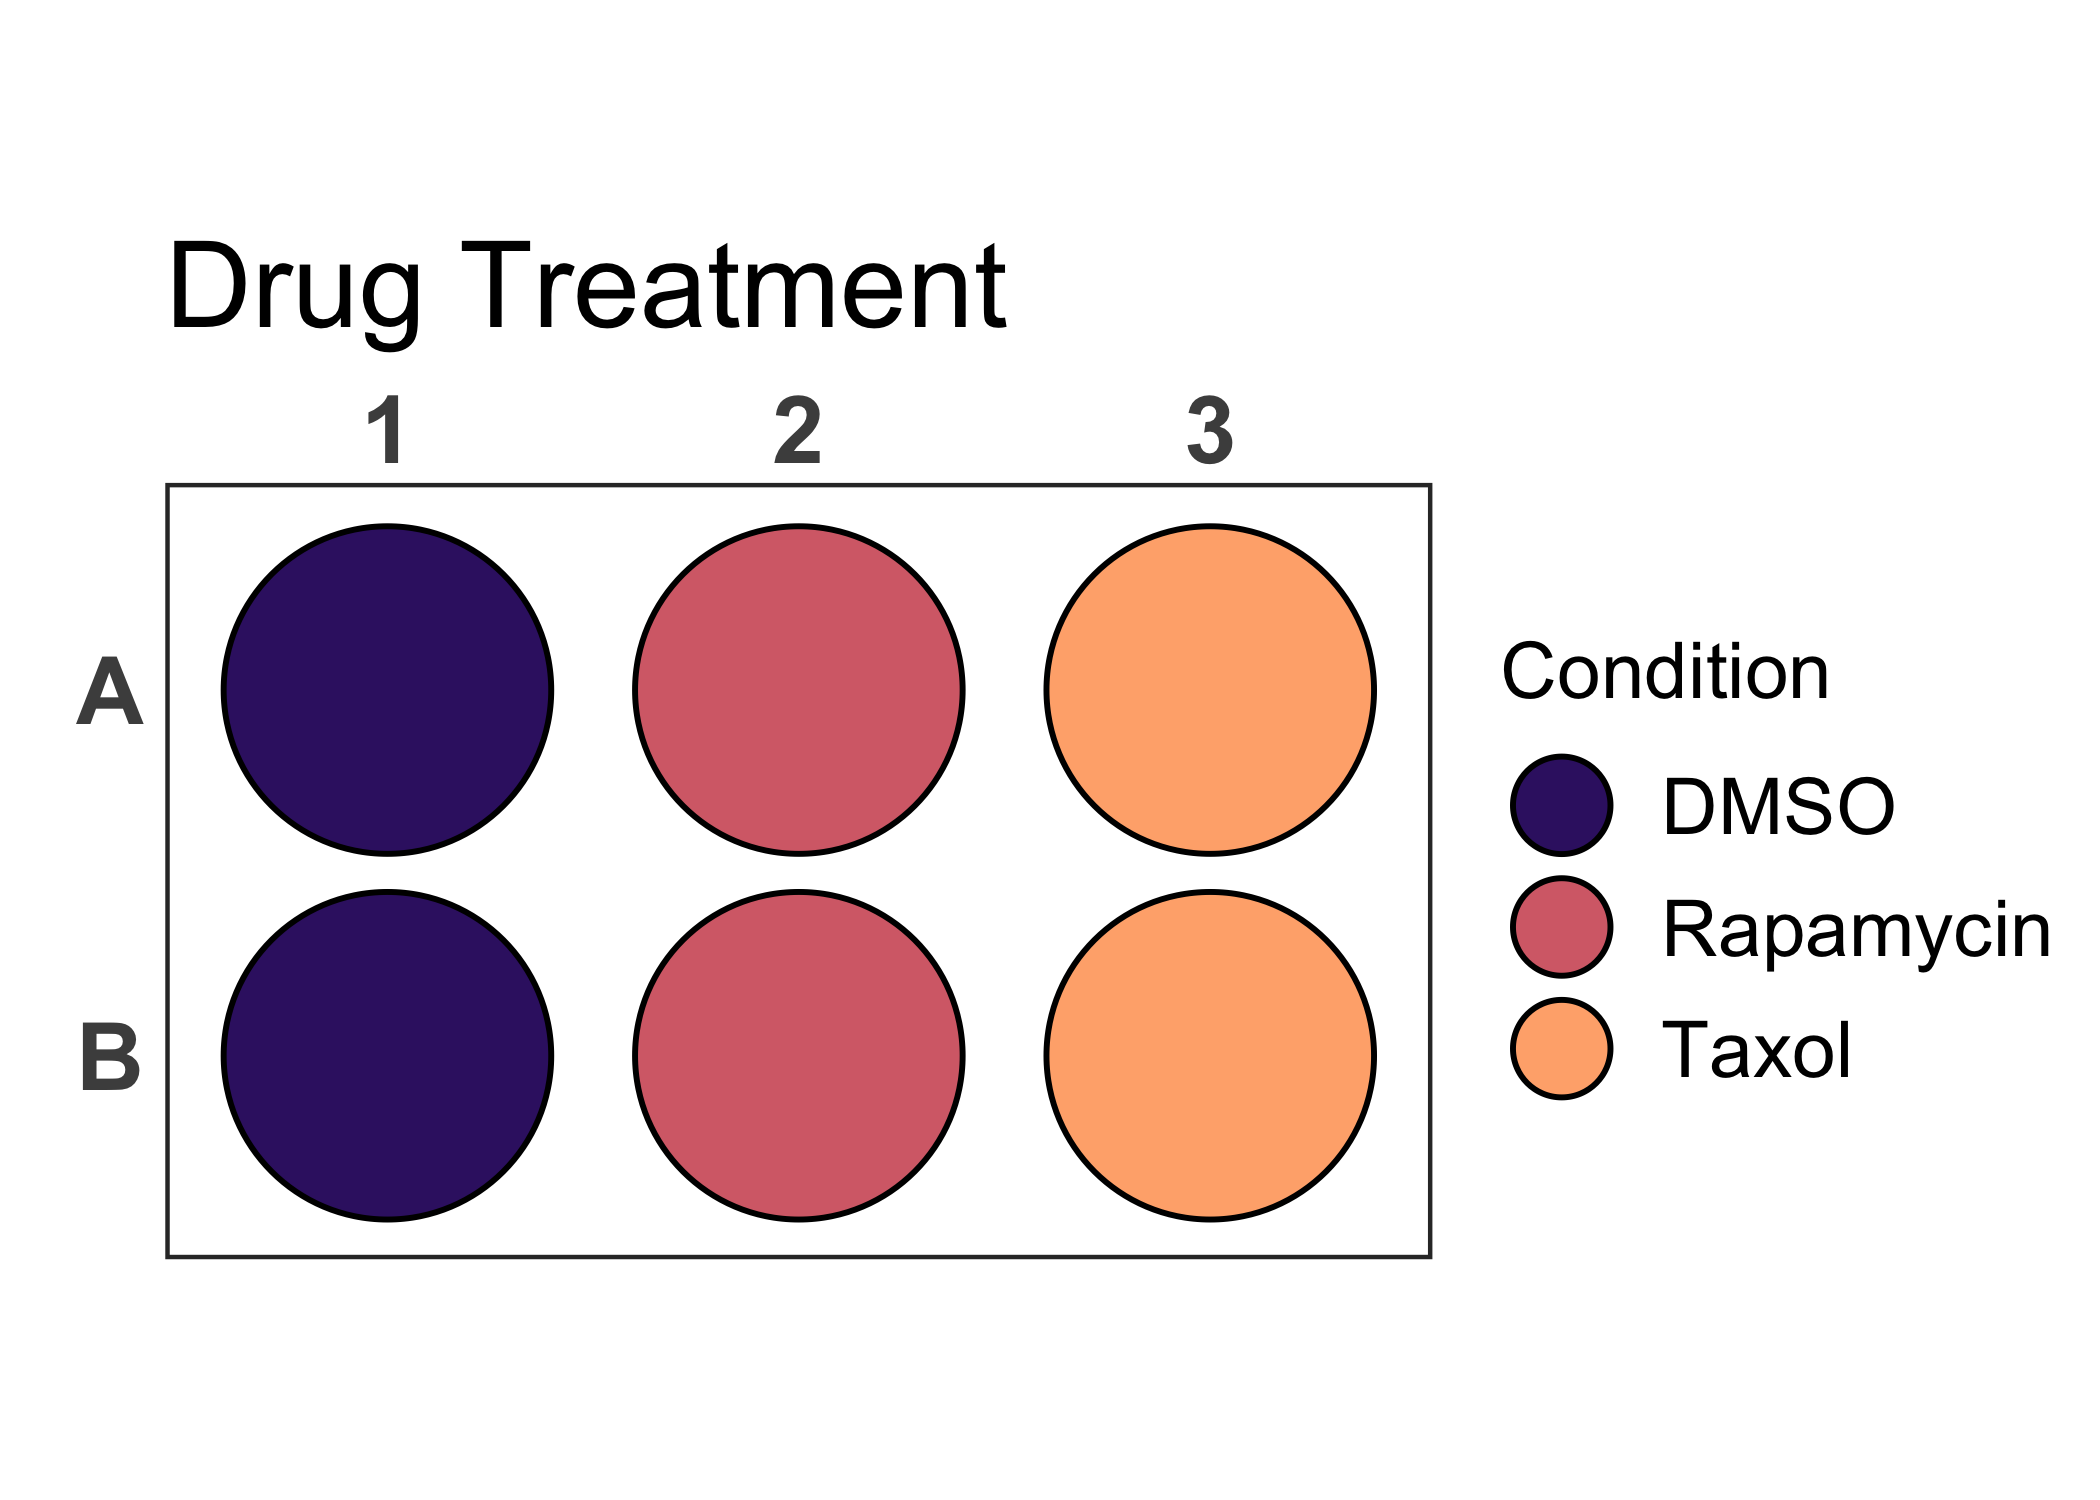 Drug Treatment
1 2 3
A
B
Condition
DMSO
Rapamycin
Taxol